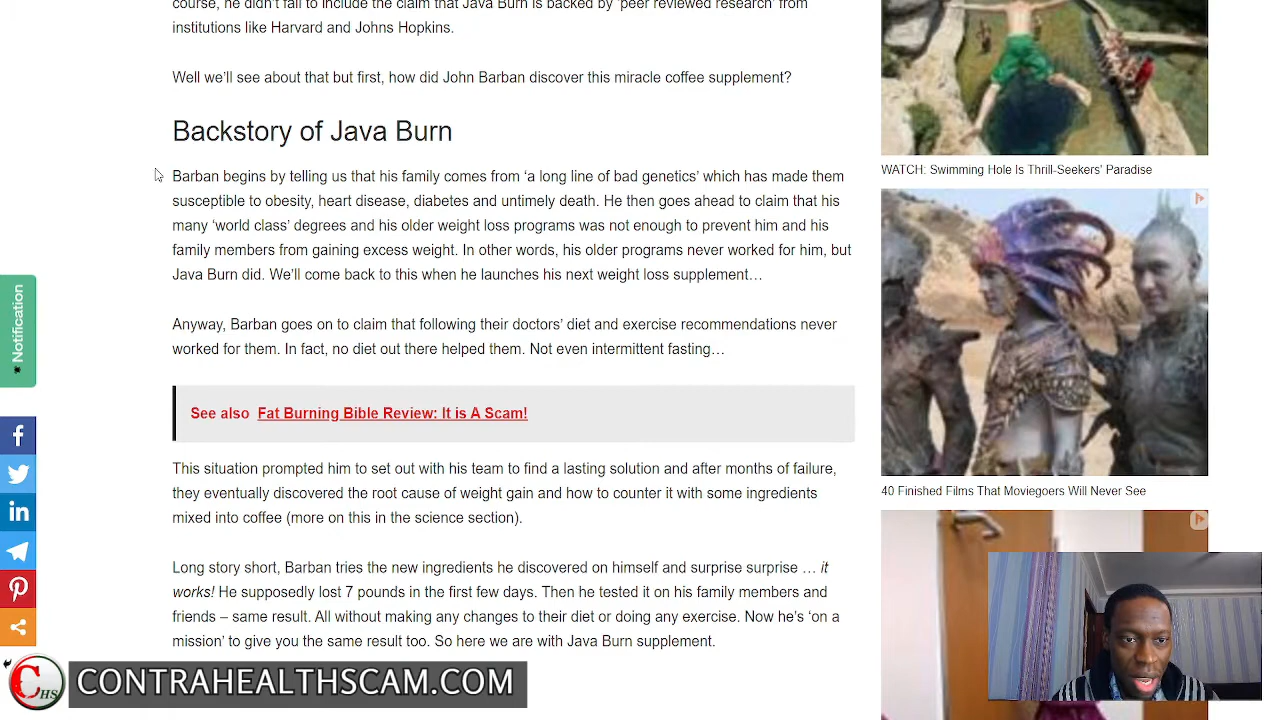 course, he didn't fail to include the claim that Java Burn is backed by 'peer reviewed research' from
institutions like Harvard and Johns Hopkins.
Well we'll see about that but first, how did John Barban discover this miracle coffee supplement?
Backstory of Java Burn
Barban begins by telling us that his family comes from 'a long line of bad genetics' which has made them
susceptible to obesity, heart disease, diabetes and untimely death. He then goes ahead to claim that his
many 'world class' degrees and his older weight loss programs was not enough to prevent him and his
family members from gaining excess weight. In other words, his older programs never worked for him, but
Java Burn did. We'll come back to this when he launches his next weight loss supplement…
Anyway, Barban goes on to claim that following their doctors' diet and exercise recommendations never
worked for them. In fact, no diet out there helped them. Not even intermittent fasting…
See also Fat Burning Bible Review: It is A Scam!
This situation prompted him to set out with his team to find a lasting solution and after months of failure,
they eventually discovered the root cause of weight gain and how to counter it with some ingredients
mixed into coffee (more on this in the science section).
Long story short, Barban tries the new ingredients he discovered on himself and surprise surprise … it
works! He supposedly lost 7 pounds in the first few days. Then he tested it on his family members and
friends – same result. All without making any changes to their diet or doing any exercise. Now he's 'on a
mission' to give you the same result too. So here we are with Java Burn supplement.
WATCH: Swimming Hole Is Thrill-Seekers' Paradise
40 Finished Films That Moviegoers Will Never See
Notification
CHS
CONTRAHEALTHSCAM.COM